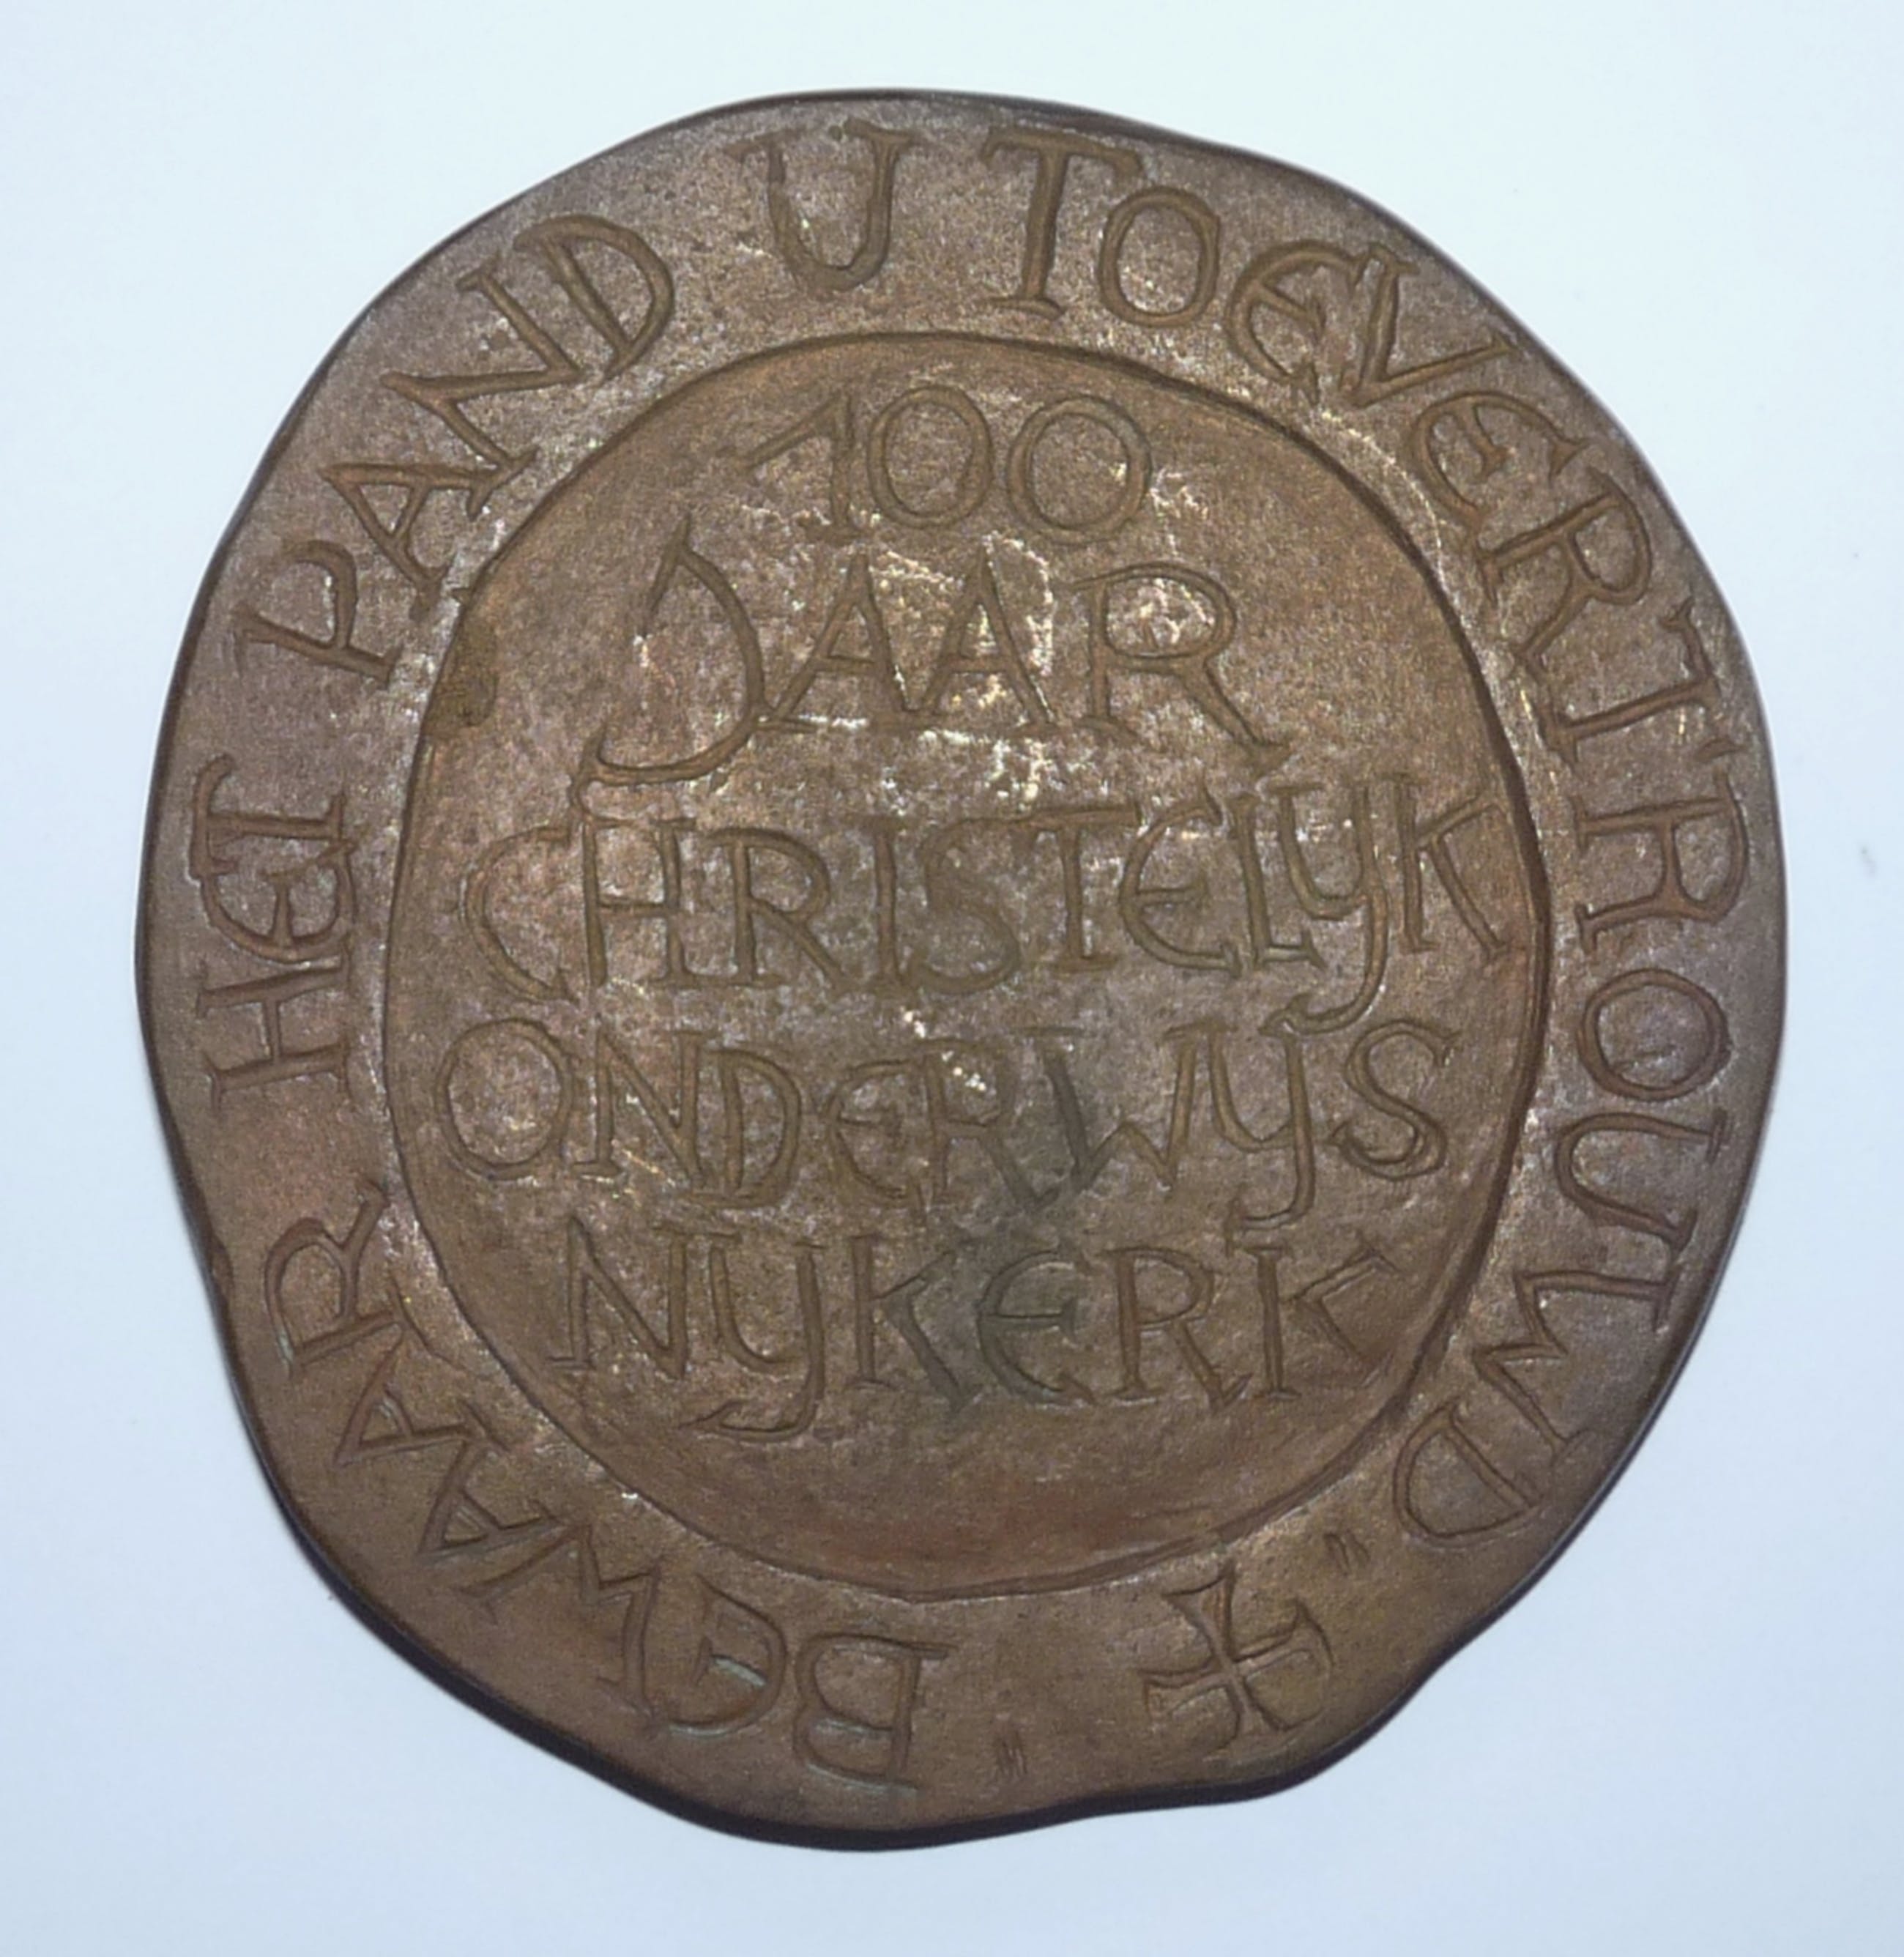 "BEWAAR HET PAND U TOEVERTROUWD"
100
JAAR
CHRISTELYK
ONDERWYS
NYKERK